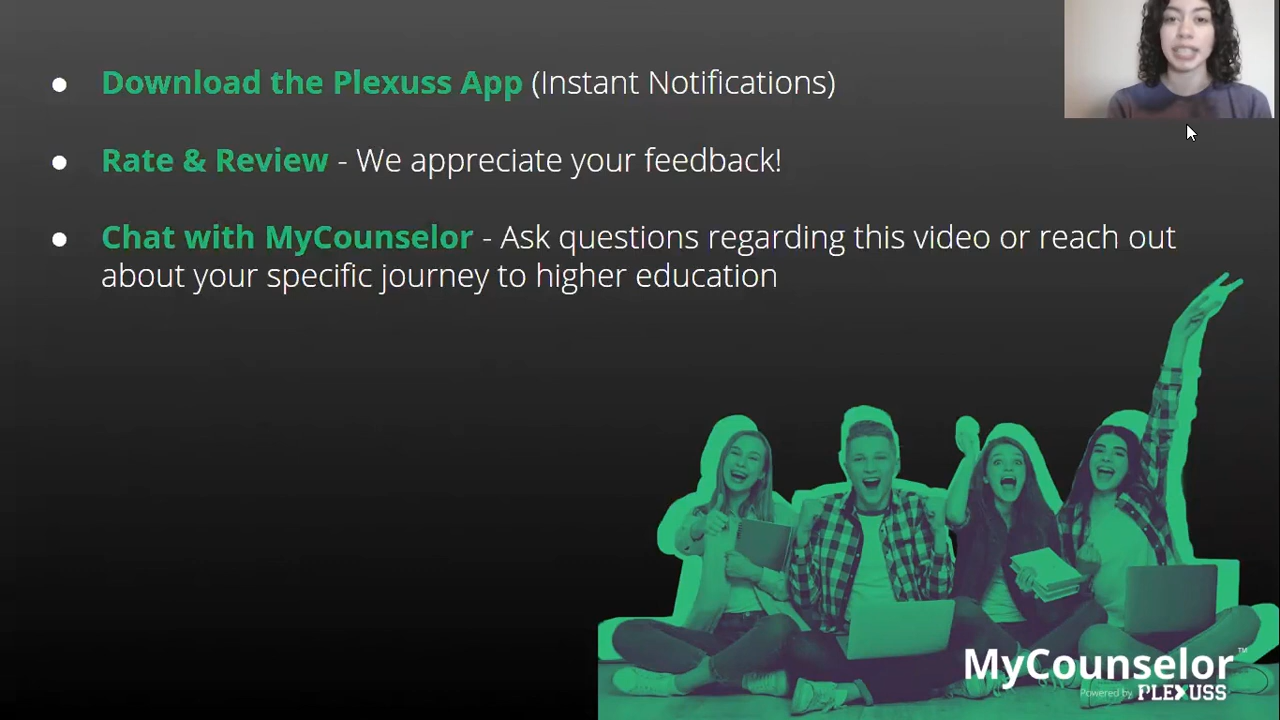 ● Download the Plexuss App (Instant Notifications)
● Rate & Review - We appreciate your feedback!
● Chat with MyCounselor - Ask questions regarding this video or reach out
about your specific journey to higher education
MyCounselor™
Powered by PLEXUSS